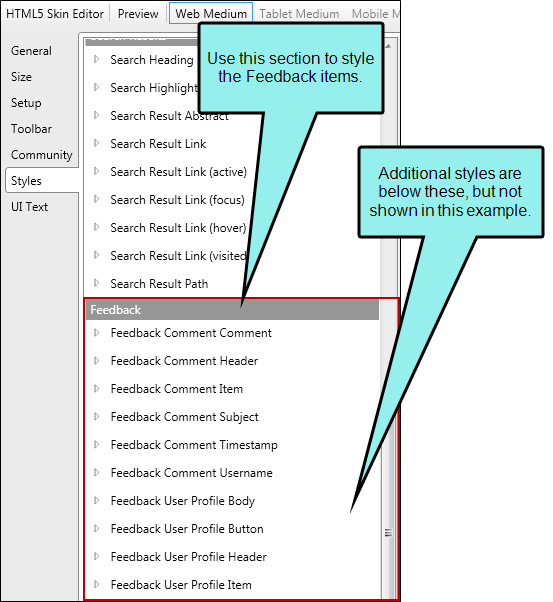 HTML5 Skin Editor Preview Web Medium Tablet Medium Mobile M
General
Size
Setup
Toolbar
Community
Styles
UI Text
Search Heading
Search Highlight
Search Result Abstract
Search Result Link
Search Result Link (active)
Search Result Link (focus)
Search Result Link (hover)
Search Result Link (visited
Search Result Path
Feedback
Feedback Comment Comment
Feedback Comment Header
Feedback Comment Item
Feedback Comment Subject
Feedback Comment Timestamp
Feedback Comment Username
Feedback User Profile Body
Feedback User Profile Button
Feedback User Profile Header
Feedback User Profile Item
Use this section to style
the Feedback items.
Additional styles are
below these, but not
shown in this example.